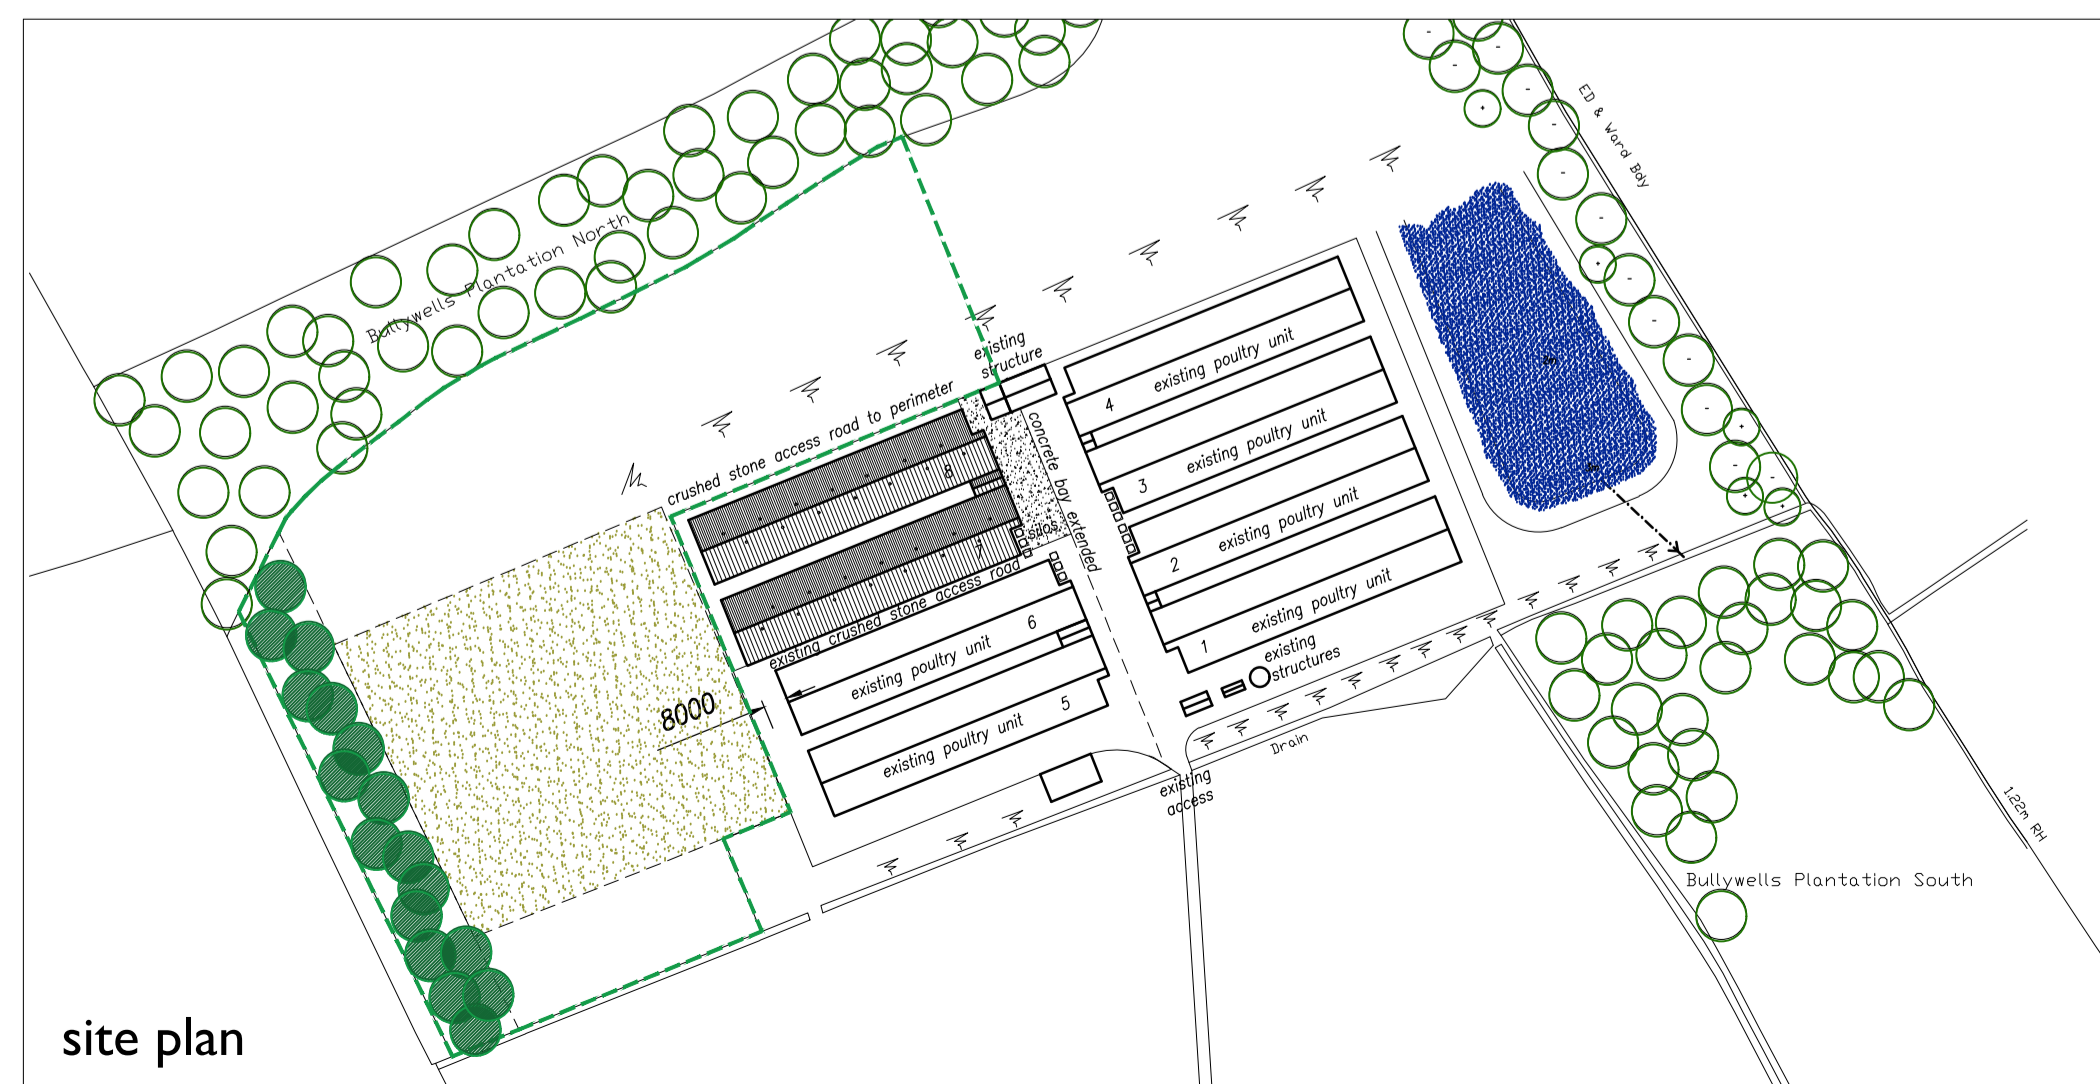 ED & Ward Bdy
Bullywells Plantation North
existing
structure
crushed stone access road to perimeter
concrete bay extended
4
existing poultry unit
3
existing poultry unit
2
existing poultry unit
1
existing poultry unit
8
7
silos
existing crushed stone access road
existing poultry unit
6
existing poultry unit
5
8000
existing
structures
Drain
existing
access
1.22m RH
Bullywells Plantation South
site plan